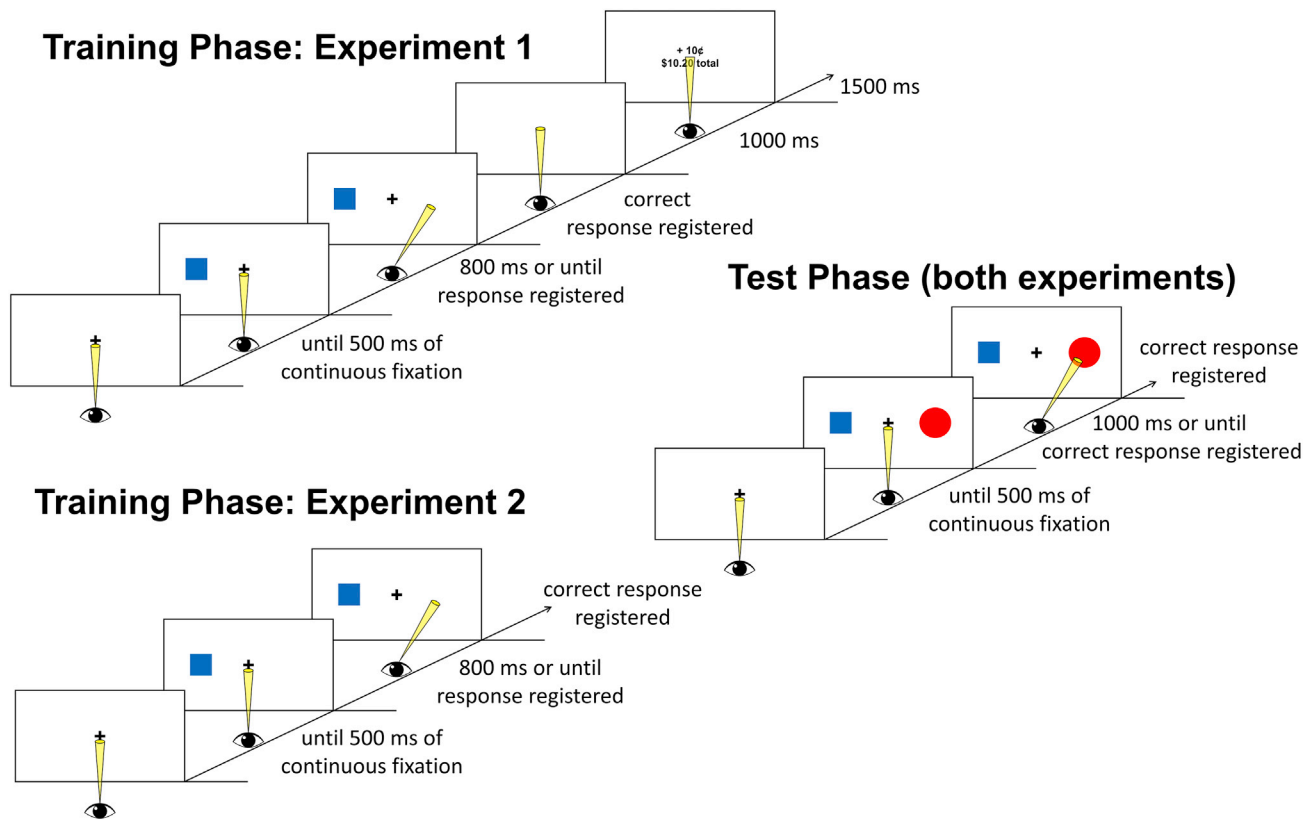 Training Phase: Experiment 1
+ 10¢
$10.20 total
1500 ms
1000 ms
correct
response registered
800 ms or until
response registered
until 500 ms of
continuous fixation
Test Phase (both experiments)
correct response
registered
1000 ms or until
correct response registered
until 500 ms of
continuous fixation
Training Phase: Experiment 2
correct response
registered
800 ms or until
response registered
until 500 ms of
continuous fixation